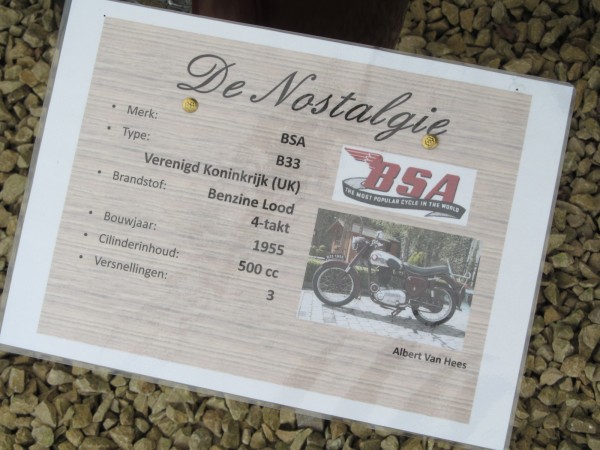 De Nostalgie
• Merk: BSA
• Type: B33
Verenigd Koninkrijk (UK)
• Brandstof: Benzine Lood
4-takt
• Bouwjaar: 1955
• Cilinderinhoud: 500 cc
• Versnellingen: 3
BSA
THE MOST POPULAR CYCLE IN THE WORLD
Albert Van Hees